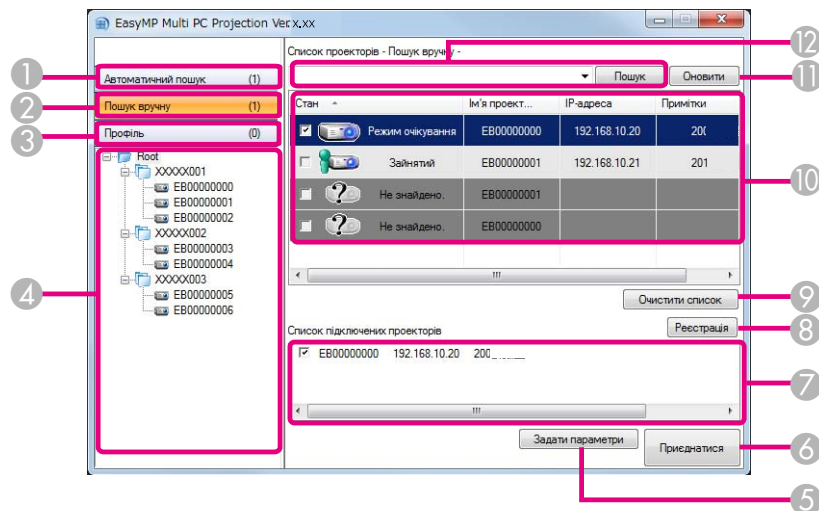 EasyMP Multi PC Projection Ver.x.xx
Список проекторів - Пошук вручну -
12
1 Автоматичний пошук (1)
Пошук Оновити 11
2 Пошук вручну (1)
Стан Ім'я проект... IP-адреса Примітки
3 Профіль (0)
Режим очікування EB00000000 192.168.10.20 200
Зайнятий EB00000001 192.168.10.21 201
10
Не знайдено. EB00000001
Не знайдено. EB00000000
4
Root
XXXXX001
EB00000000
EB00000001
EB00000002
XXXXX002
EB00000003
EB00000004
XXXXX003
EB00000005
EB00000006
Очистити список 9
Реєстрація 8
Список підключених проекторів
EB00000000 192.168.10.20 200
7
Задати параметри
Приєднатися 6
5